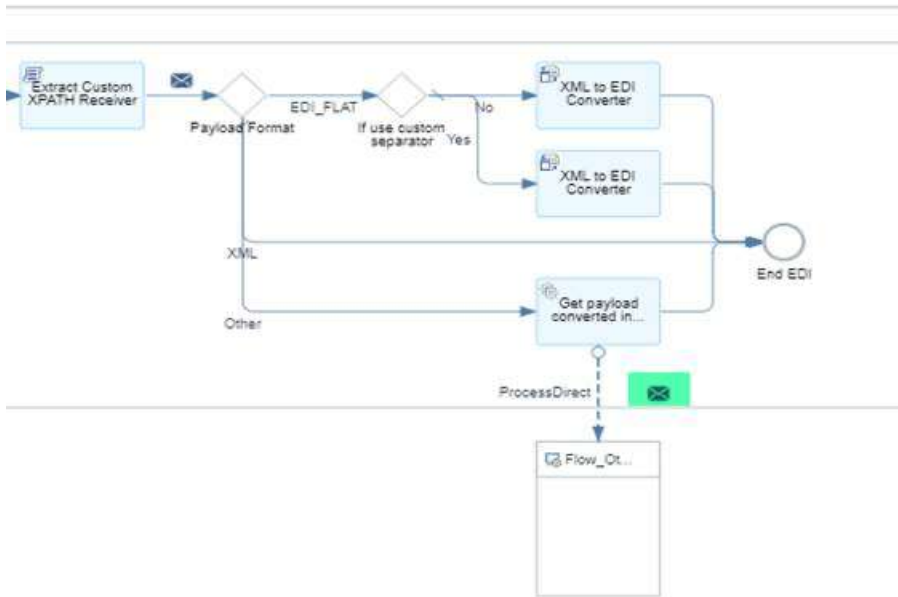 Extract Custom
XPATH Receiver
Payload Format
EDI_FLAT
If use custom
separator
No
Yes
XML to EDI
Converter
XML to EDI
Converter
XML
End EDI
Other
Get payload
converted in...
ProcessDirect
Flow_Ot...